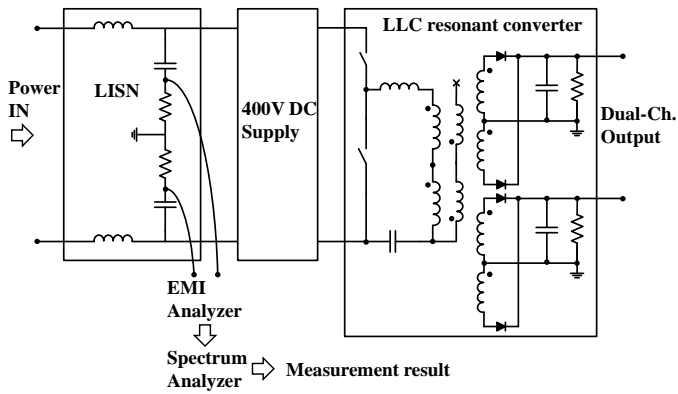 LLC resonant converter
Power
IN
LISN
400V DC
Supply
Dual-Ch.
Output
EMI
Analyzer
Spectrum
Analyzer
Measurement result